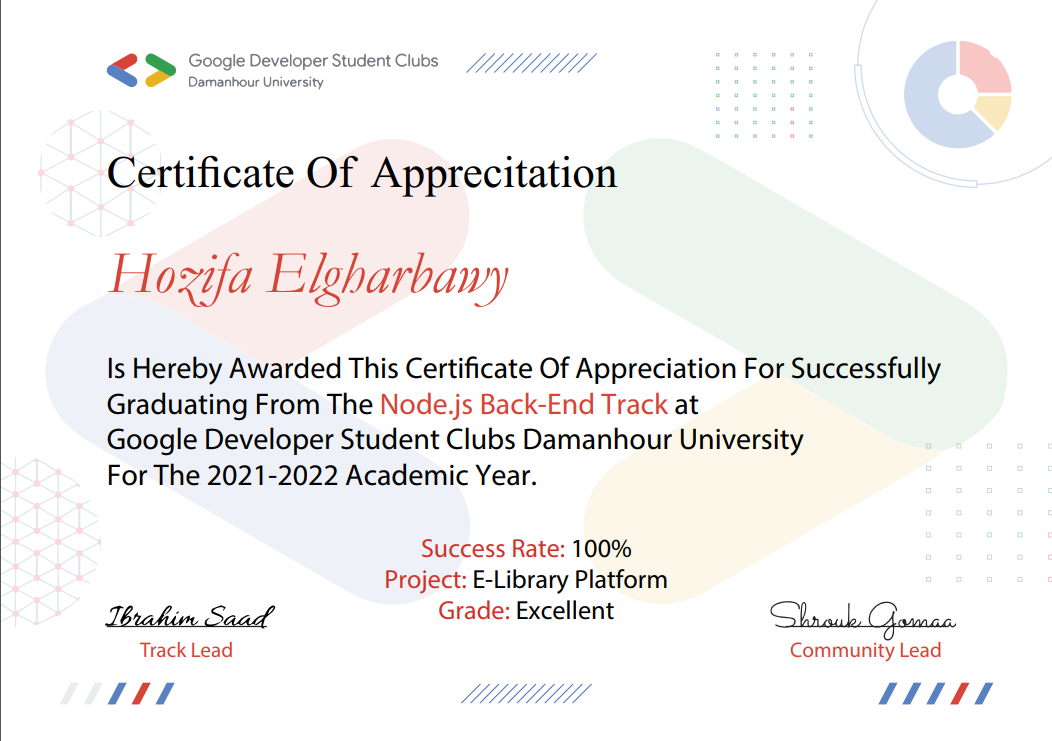 Google Developer Student Clubs
Damanhour University
Certificate Of Apprecitation
Hozifa Elgharbawy
Is Hereby Awarded This Certificate Of Appreciation For Successfully
Graduating From The Node.js Back-End Track at
Google Developer Student Clubs Damanhour University
For The 2021-2022 Academic Year.
Success Rate: 100%
Project: E-Library Platform
Grade: Excellent
Ibrahim Saad
Track Lead
Shrouk Gomaa
Community Lead